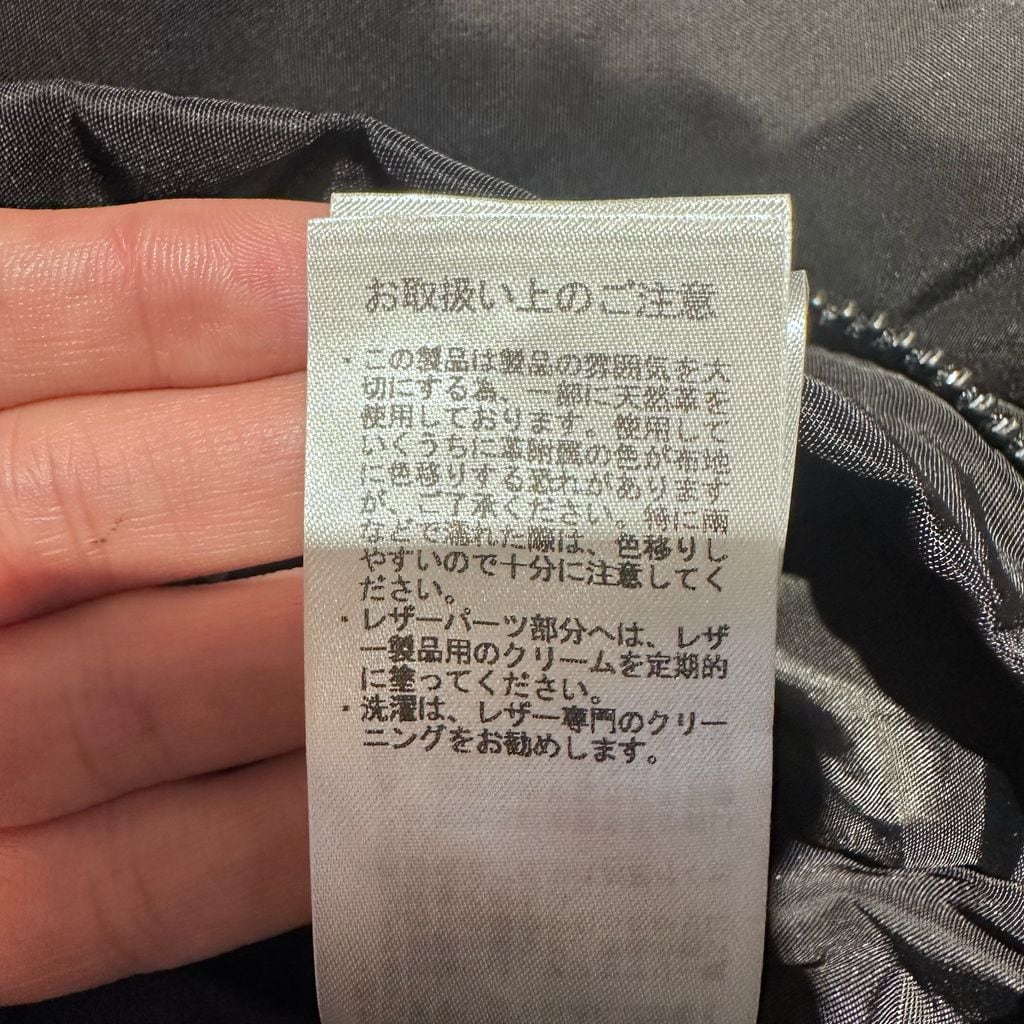 お取扱い上のご注意
・この製品は製品の雰囲気を大
切にする為、一部に天然革を
使用しております。使用して
いくうちに革附属の色が布地
に色移りする恐れがあります
が、ご了承ください。特に雨
などで濡れた際は、色移りし
やすいので十分に注意してく
ださい。
・レザーパーツ部分へは、レザ
ー製品用のクリームを定期的
に塗ってください。
・洗濯は、レザー専門のクリー
ニングをお勧めします。